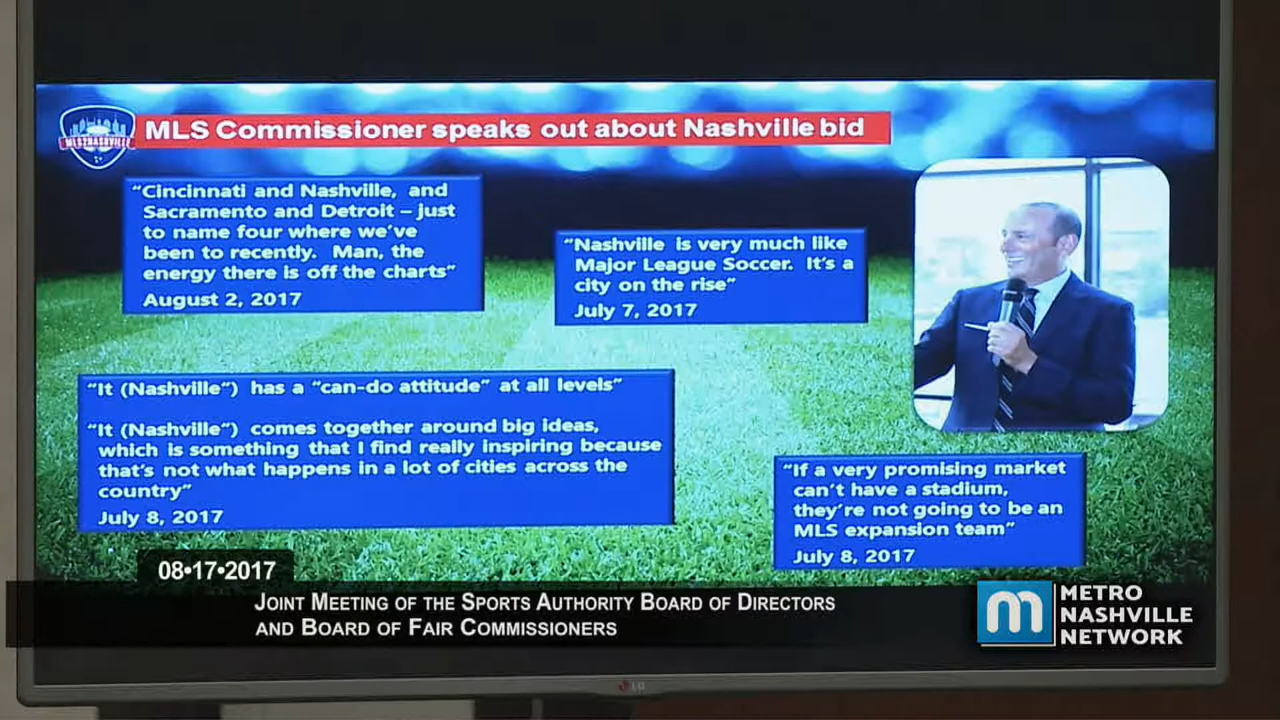 MLS2NASHVILLE
MLS Commissioner speaks out about Nashville bid
“Cincinnati and Nashville, and
Sacramento and Detroit – just
to name four where we’ve
been to recently. Man, the
energy there is off the charts”
August 2, 2017
“Nashville is very much like
Major League Soccer. It’s a
city on the rise”
July 7, 2017
“It (Nashville”) has a “can-do attitude” at all levels”
“It (Nashville”) comes together around big ideas,
which is something that I find really inspiring because
that’s not what happens in a lot of cities across the
country”
July 8, 2017
“If a very promising market
can’t have a stadium,
they’re not going to be an
MLS expansion team”
July 8, 2017
08•17•2017
JOINT MEETING OF THE SPORTS AUTHORITY BOARD OF DIRECTORS
AND BOARD OF FAIR COMMISSIONERS
m
METRO
NASHVILLE
NETWORK
LG